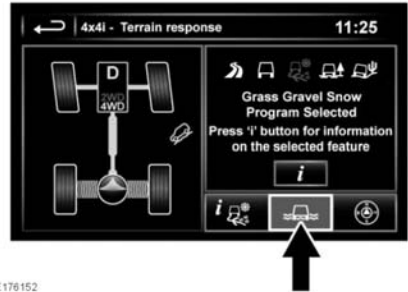 4x4i - Terrain response
11:25
D
2WD
4WD
Grass Gravel Snow
Program Selected
Press 'i' button for information
on the selected feature
i
i
E176152